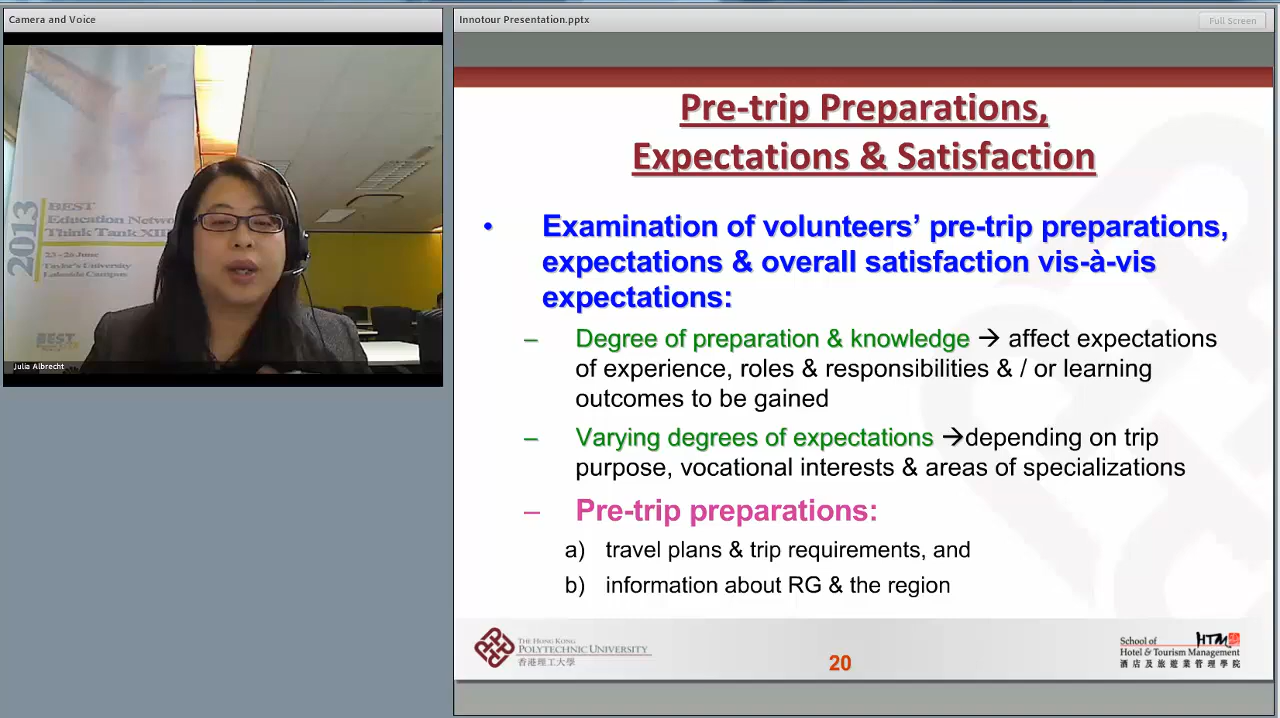 Camera and Voice
2013
BEST
Education Netw
Think Tank XII
23 - 26 June
Taylor's University
Lakeside Campus
BEST
Julia Albrecht
Innotour Presentation.pptx
Full Screen
Pre-trip Preparations,
Expectations & Satisfaction
• Examination of volunteers’ pre-trip preparations,
expectations & overall satisfaction vis-à-vis
expectations:
– Degree of preparation & knowledge → affect expectations
of experience, roles & responsibilities & / or learning
outcomes to be gained
– Varying degrees of expectations →depending on trip
purpose, vocational interests & areas of specializations
– Pre-trip preparations:
a) travel plans & trip requirements, and
b) information about RG & the region
THE HONG KONG
POLYTECHNIC UNIVERSITY
香港理工大學
20
School of
Hotel & Tourism Management
酒店及旅遊業管理學院
HTM